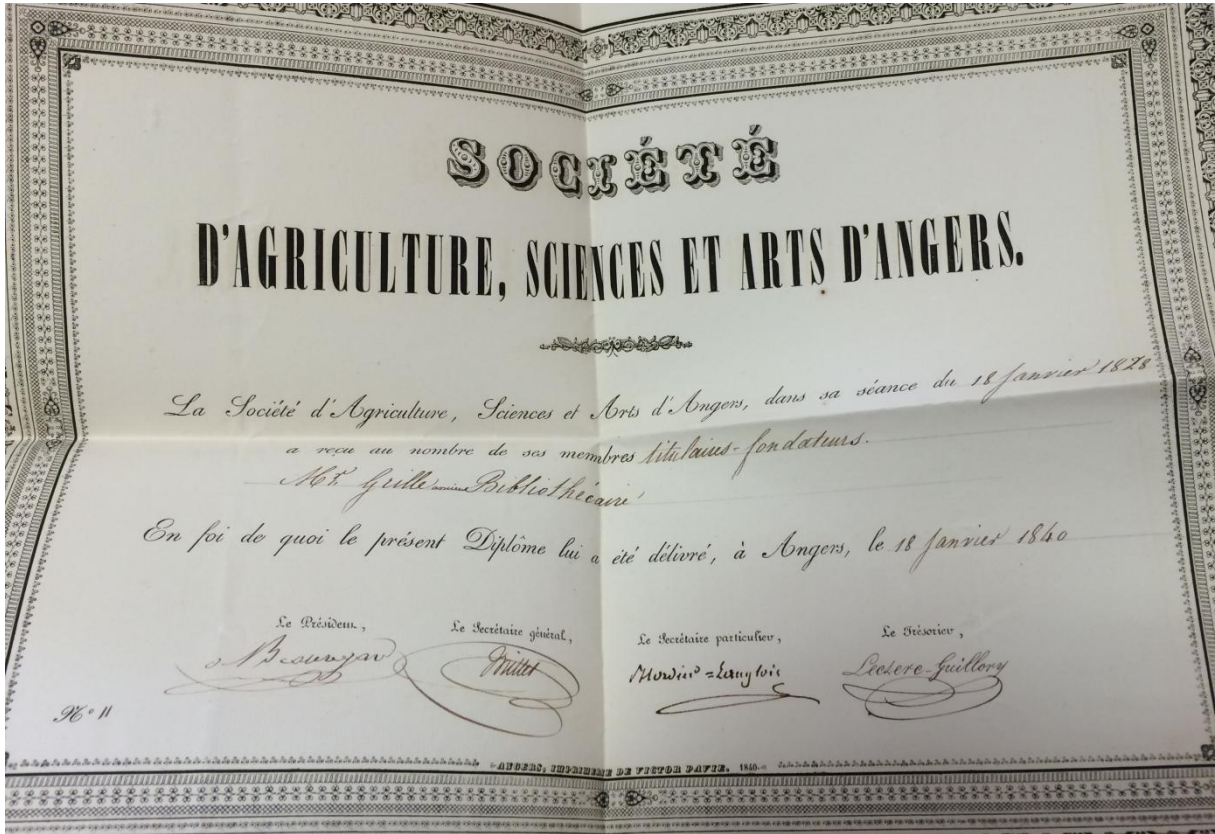 SOCIÉTÉ
D'AGRICULTURE, SCIENCES ET ARTS D'ANGERS.
La Société d'Agriculture, Sciences et Arts d'Angers, dans sa séance du 18 Janvier 1828
a reçu au nombre de ses membres titulaires-fondateurs.
Mr. Grille ancien Bibliothécaire
En foi de quoi le présent Diplôme lui a été délivré, à Angers, le 18 Janvier 1840
Le Président, Le Secrétaire général, Le Secrétaire particulier, Le Trésorier,
Millet Leclerc-Guillory
No 11
ANGERS, IMPRIMERIE DE VICTOR PAVIE. 1840.